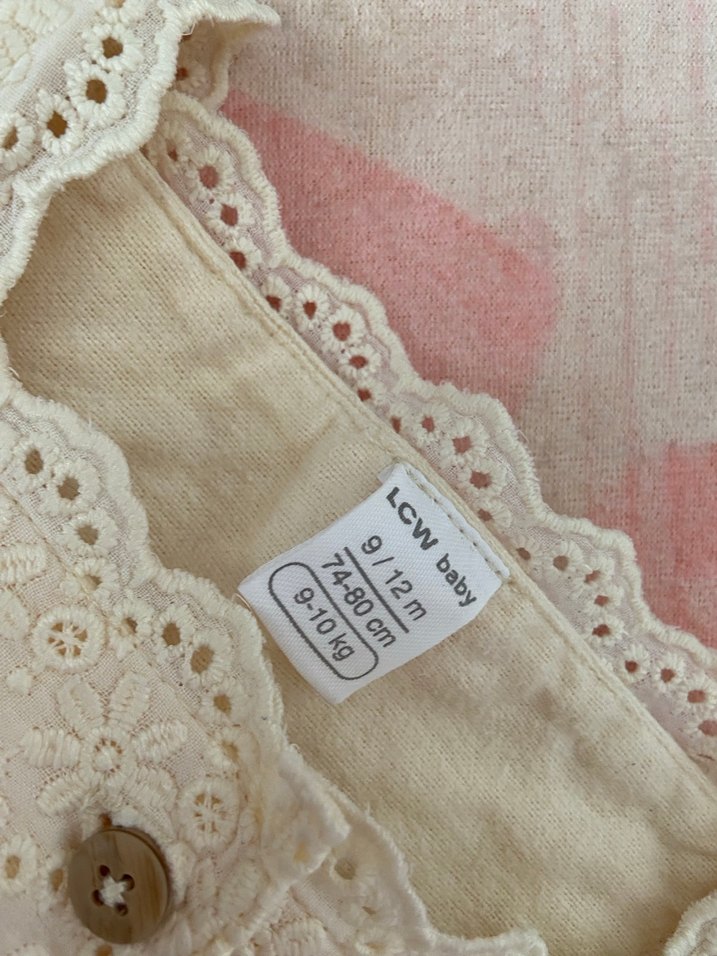 LCW baby
9 / 12 m
74-80 cm
9-10 kg